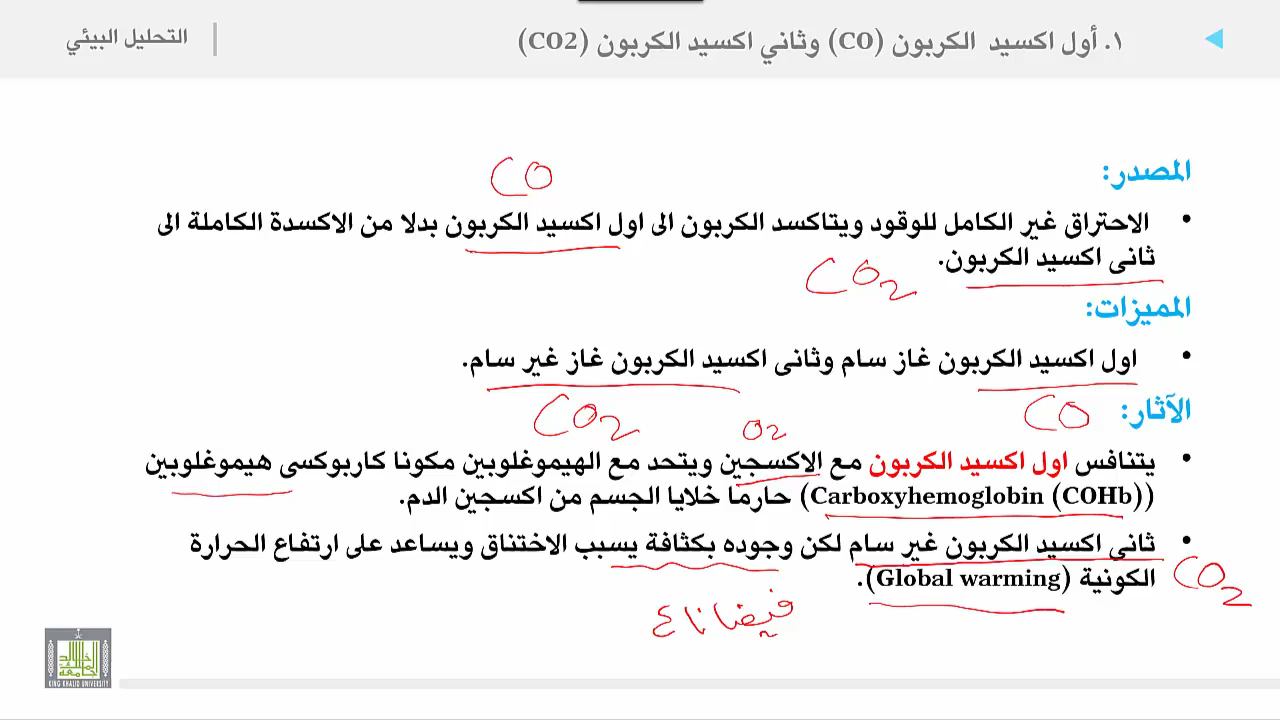 ١. أول اكسيد الكربون (CO) وثاني اكسيد الكربون (CO2)
التحليل البيئي
المصدر:
CO
• الاحتراق غير الكامل للوقود ويتاكسد الكربون الى اول اكسيد الكربون بدلا من الاكسدة الكاملة الى
ثانى اكسيد الكربون.
CO2
المميزات:
• اول اكسيد الكربون غاز سام وثانى اكسيد الكربون غاز غير سام.
الآثار:
CO
CO2
O2
• يتنافس اول اكسيد الكربون مع الاكسجين ويتحد مع الهيموغلوبين مكونا كاربوكسى هيموغلوبين
(Carboxyhemoglobin (COHb)) حارما خلايا الجسم من اكسجين الدم.
• ثانى اكسيد الكربون غير سام لكن وجوده بكثافة يسبب الاختناق ويساعد على ارتفاع الحرارة
الكونية (Global warming).
CO2
KING KHALID UNIVERSITY